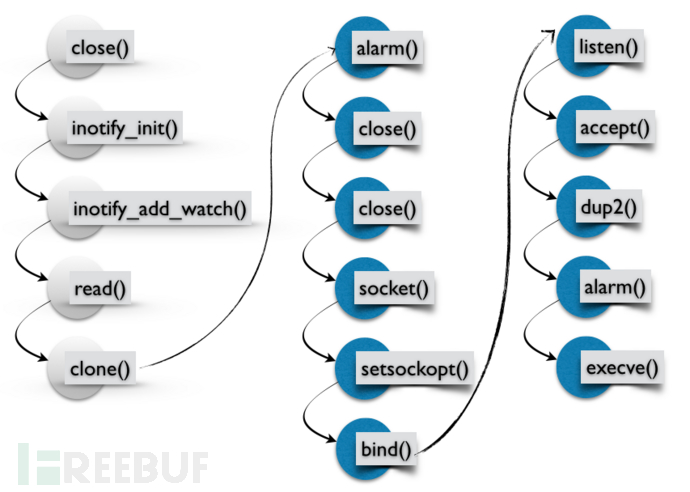 close()
inotify_init()
inotify_add_watch()
read()
clone()
alarm()
close()
close()
socket()
setsockopt()
bind()
listen()
accept()
dup2()
alarm()
execve()
FREEBUF